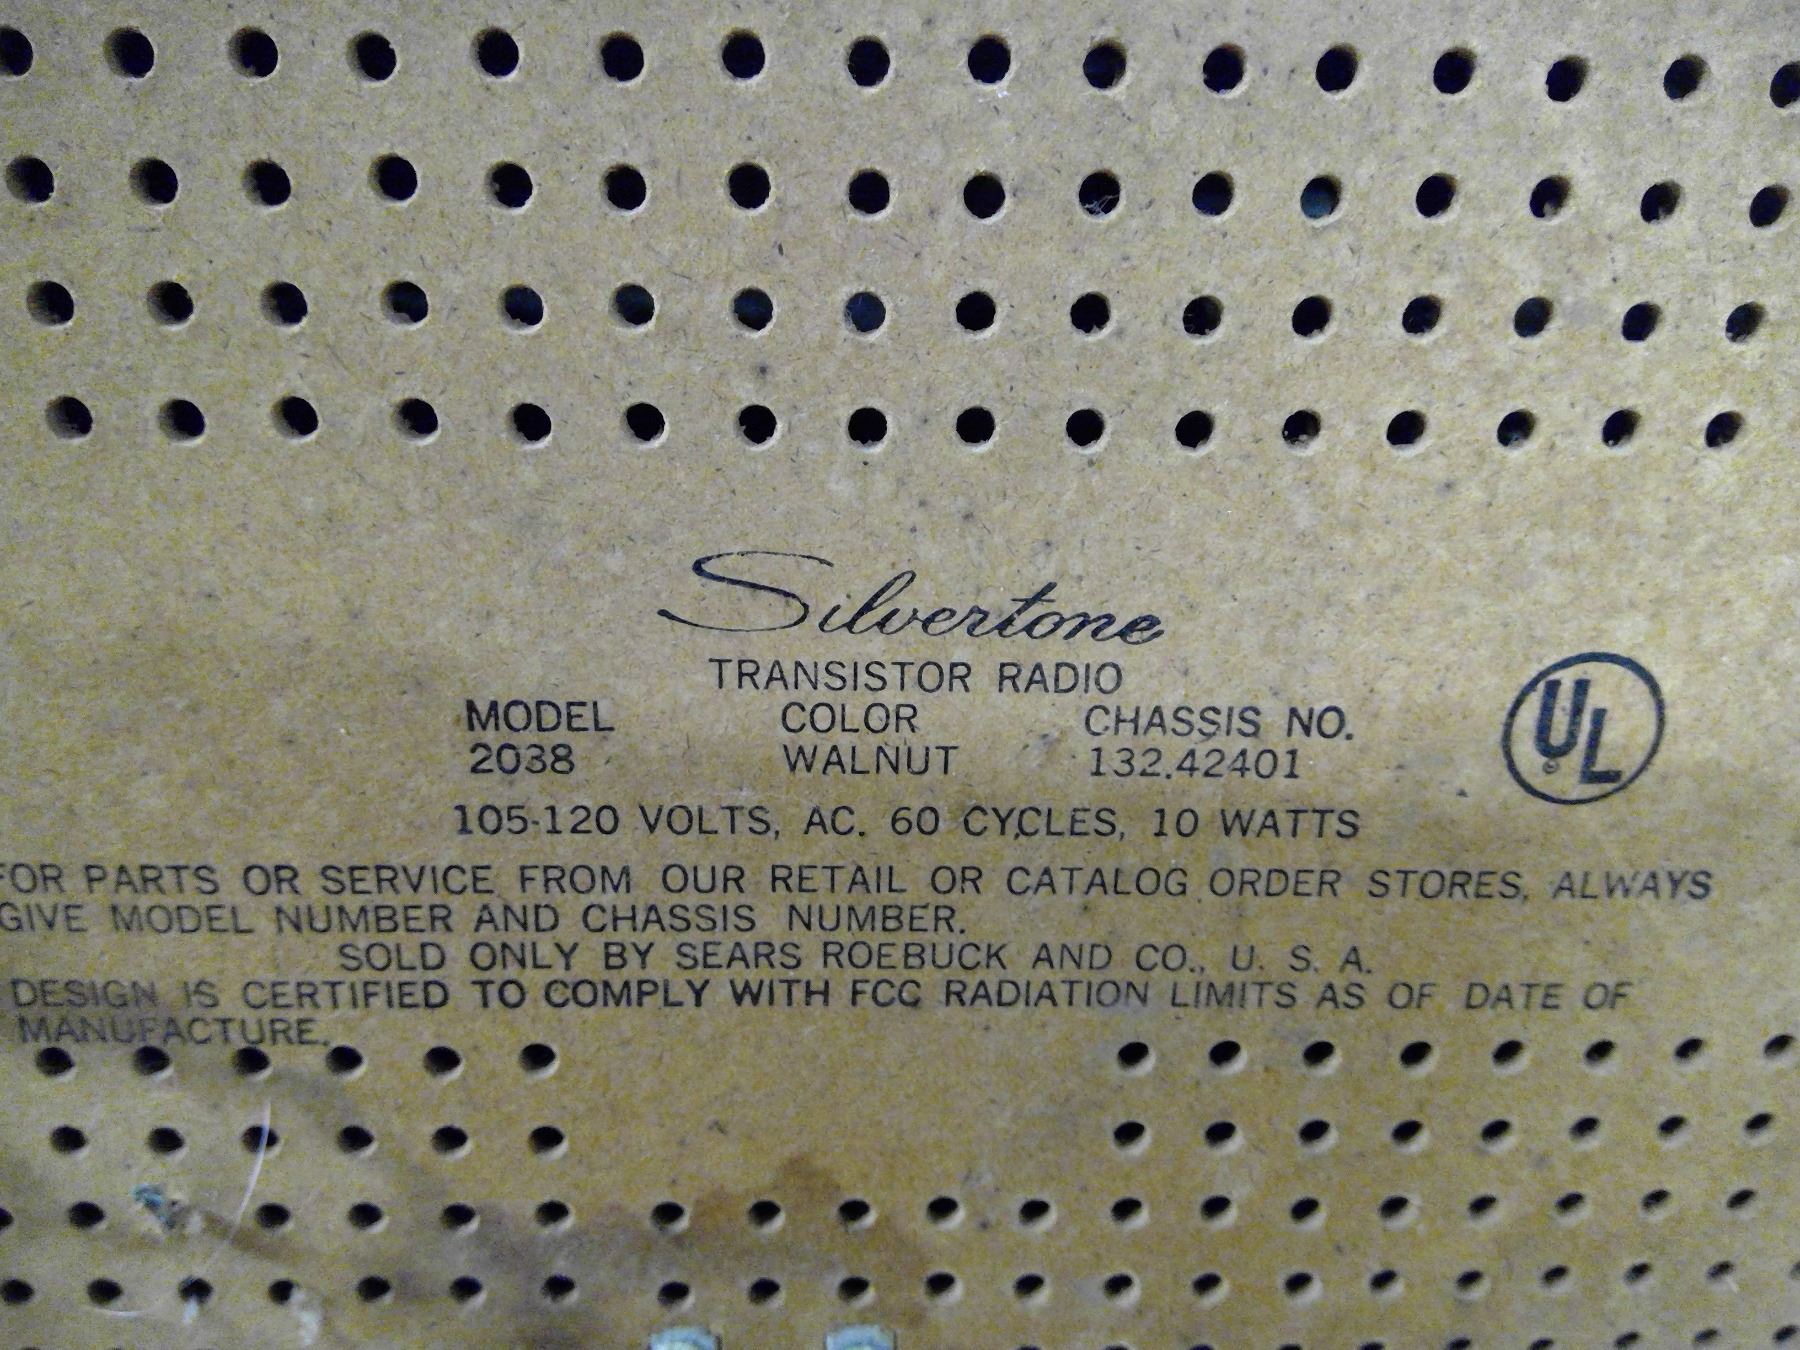 Silvertone
TRANSISTOR RADIO
MODEL COLOR CHASSIS NO.
2038 WALNUT 132.42401
UL
105-120 VOLTS, AC. 60 CYCLES, 10 WATTS
FOR PARTS OR SERVICE FROM OUR RETAIL OR CATALOG ORDER STORES, ALWAYS
GIVE MODEL NUMBER AND CHASSIS NUMBER.
SOLD ONLY BY SEARS ROEBUCK AND CO., U. S. A.
DESIGN IS CERTIFIED TO COMPLY WITH FCC RADIATION LIMITS AS OF DATE OF
MANUFACTURE.